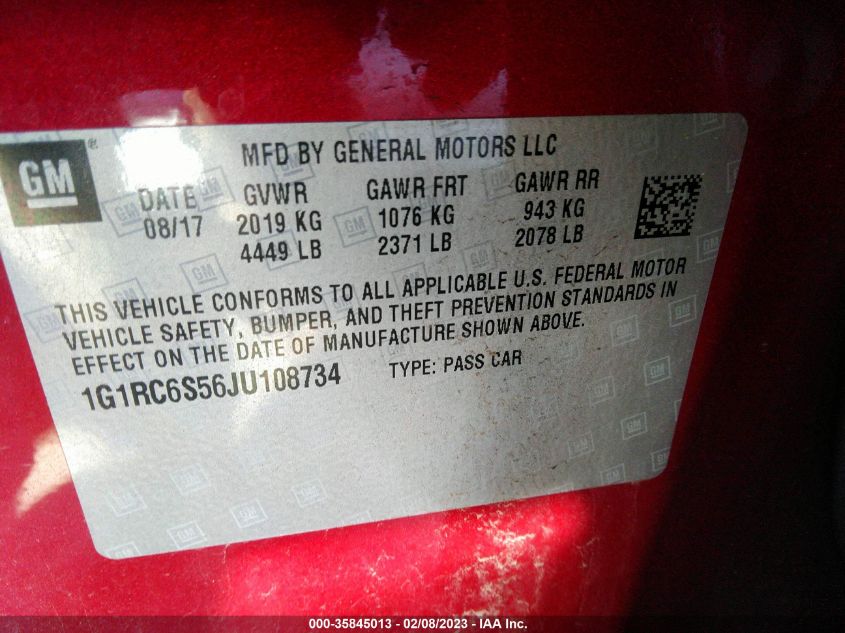 GM ®
MFD BY GENERAL MOTORS LLC
DATE GVWR GAWR FRT GAWR RR
08/17 2019 KG 1076 KG 943 KG
4449 LB 2371 LB 2078 LB
THIS VEHICLE CONFORMS TO ALL APPLICABLE U.S. FEDERAL MOTOR
VEHICLE SAFETY, BUMPER, AND THEFT PREVENTION STANDARDS IN
EFFECT ON THE DATE OF MANUFACTURE SHOWN ABOVE.
1G1RC6S56JU108734 TYPE: PASS CAR
000-35845013 - 02/08/2023 - IAA Inc.